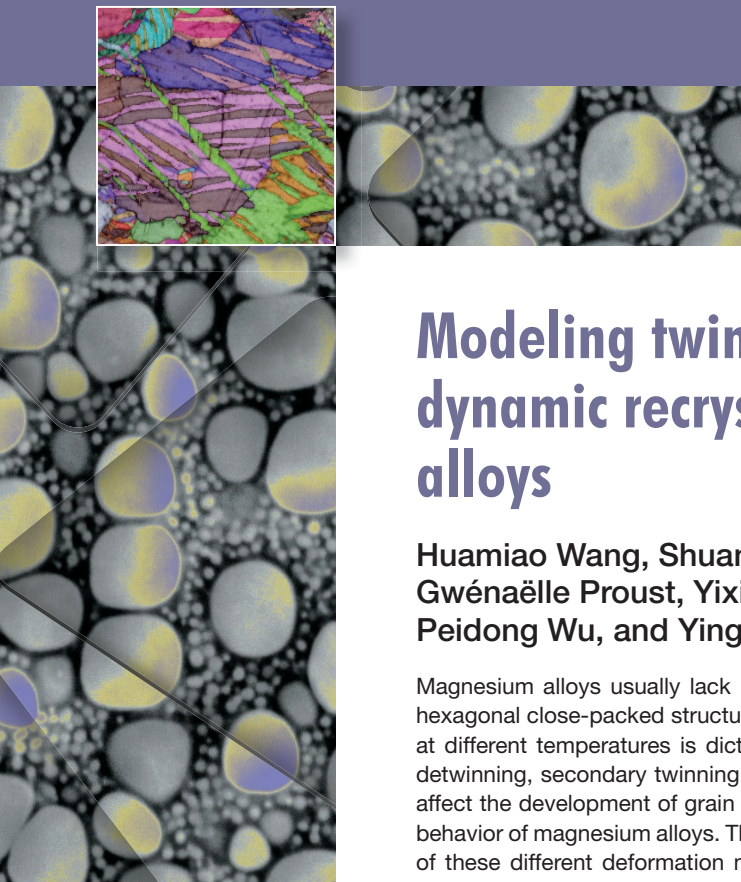 Modeling twin
dynamic recrys
alloys
Huamiao Wang, Shuan
Gwénaëlle Proust, Yixi
Peidong Wu, and Ying
Magnesium alloys usually lack
hexagonal close-packed structu
at different temperatures is dict
detwinning, secondary twinning
affect the development of grain
behavior of magnesium alloys. Th
of these different deformation